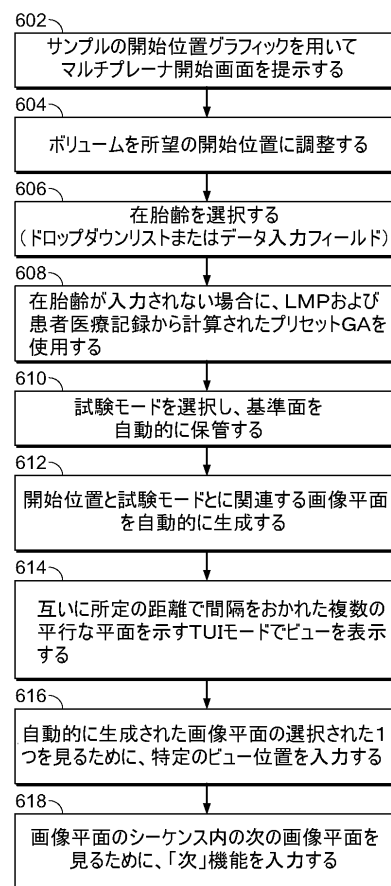 602
サンプルの開始位置グラフィックを用いて
マルチプレーナ開始画面を提示する
604
ボリュームを所望の開始位置に調整する
606
在胎齢を選択する
(ドロップダウンリストまたはデータ入力フィールド)
608
在胎齢が入力されない場合に、LMPおよび
患者医療記録から計算されたプリセットGAを
使用する
610
試験モードを選択し、基準面を
自動的に保管する
612
開始位置と試験モードとに関連する画像平面
を自動的に生成する
614
互いに所定の距離で間隔をおかれた複数の
平行な平面を示すTUIモードでビューを表示
する
616
自動的に生成された画像平面の選択された1
つを見るために、特定のビュー位置を入力する
618
画像平面のシーケンス内の次の画像平面を
見るために、「次」機能を入力する